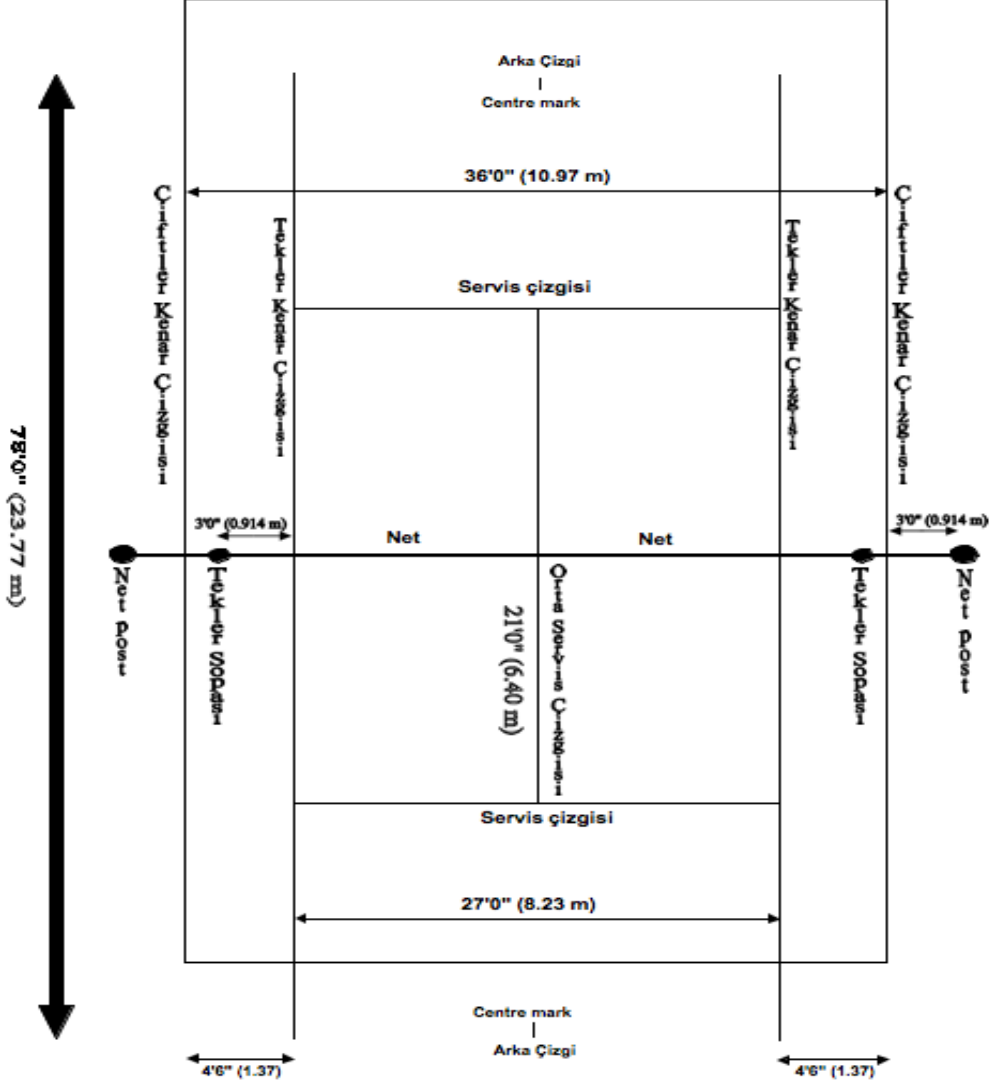 Arka Çizgi
Centre mark
36'0" (10.97 m)
Çiftler Kenar Çizgisi
Tekler Kenar Çizgisi
Tekler Kenar Çizgisi
Çiftler Kenar Çizgisi
Servis çizgisi
78'0" (23.77 m)
3'0" (0.914 m)
Net
Net
3'0" (0.914 m)
Net post
Tekler Sopası
21'0" (6.40 m)
Orta Servis Çizgisi
Tekler Sopası
Net post
Servis çizgisi
27'0" (8.23 m)
Centre mark
Arka Çizgi
4'6" (1.37)
4'6" (1.37)